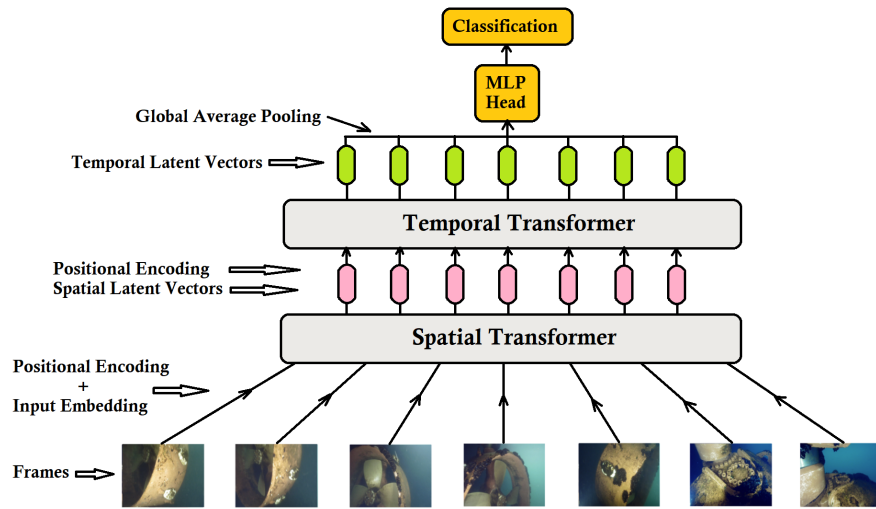 Classification
MLP
Head
Global Average Pooling
Temporal Latent Vectors
Temporal Transformer
Positional Encoding
Spatial Latent Vectors
Spatial Transformer
Positional Encoding
+
Input Embedding
Frames